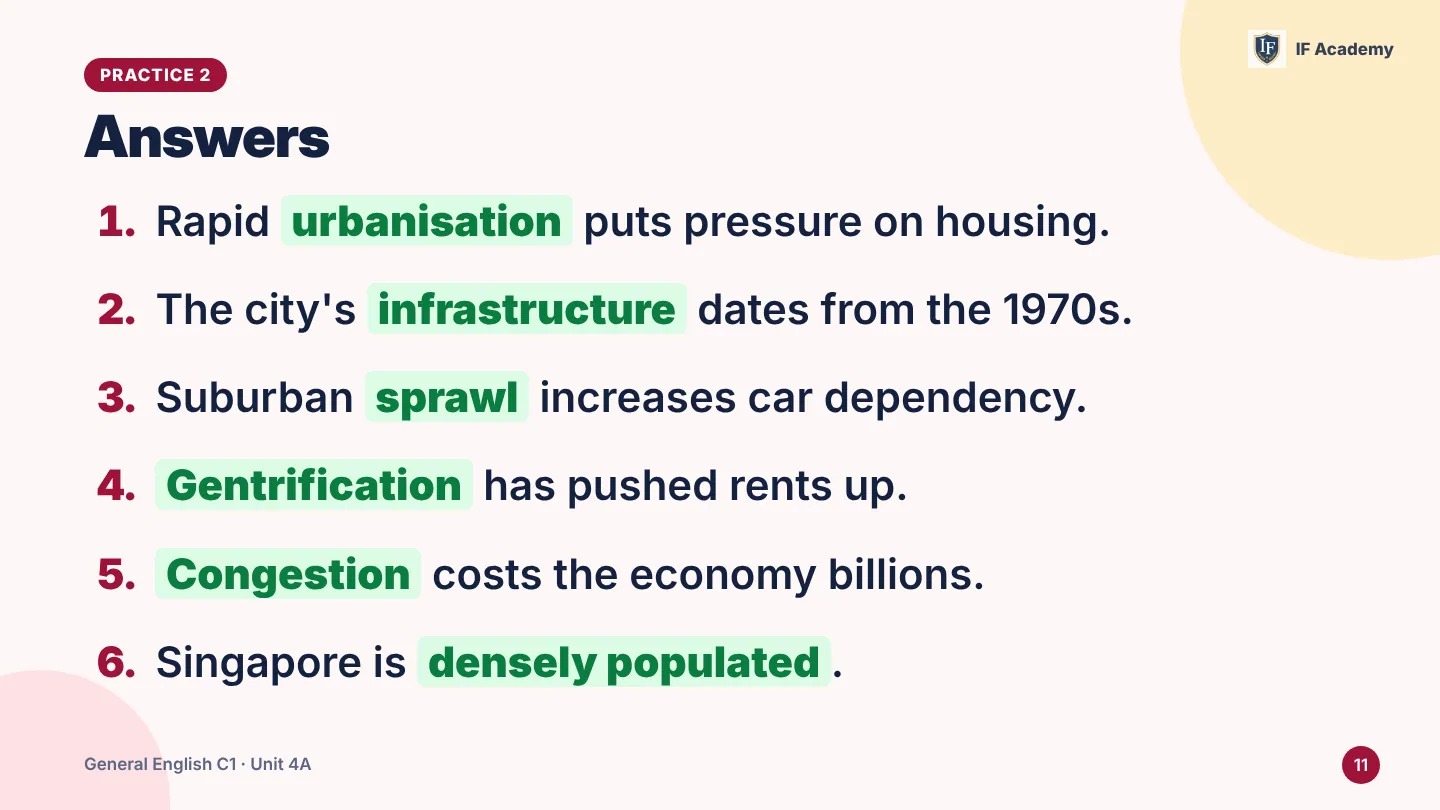 IF Academy
PRACTICE 2
Answers
1. Rapid urbanisation puts pressure on housing.
2. The city's infrastructure dates from the 1970s.
3. Suburban sprawl increases car dependency.
4. Gentrification has pushed rents up.
5. Congestion costs the economy billions.
6. Singapore is densely populated.
General English C1 · Unit 4A
11